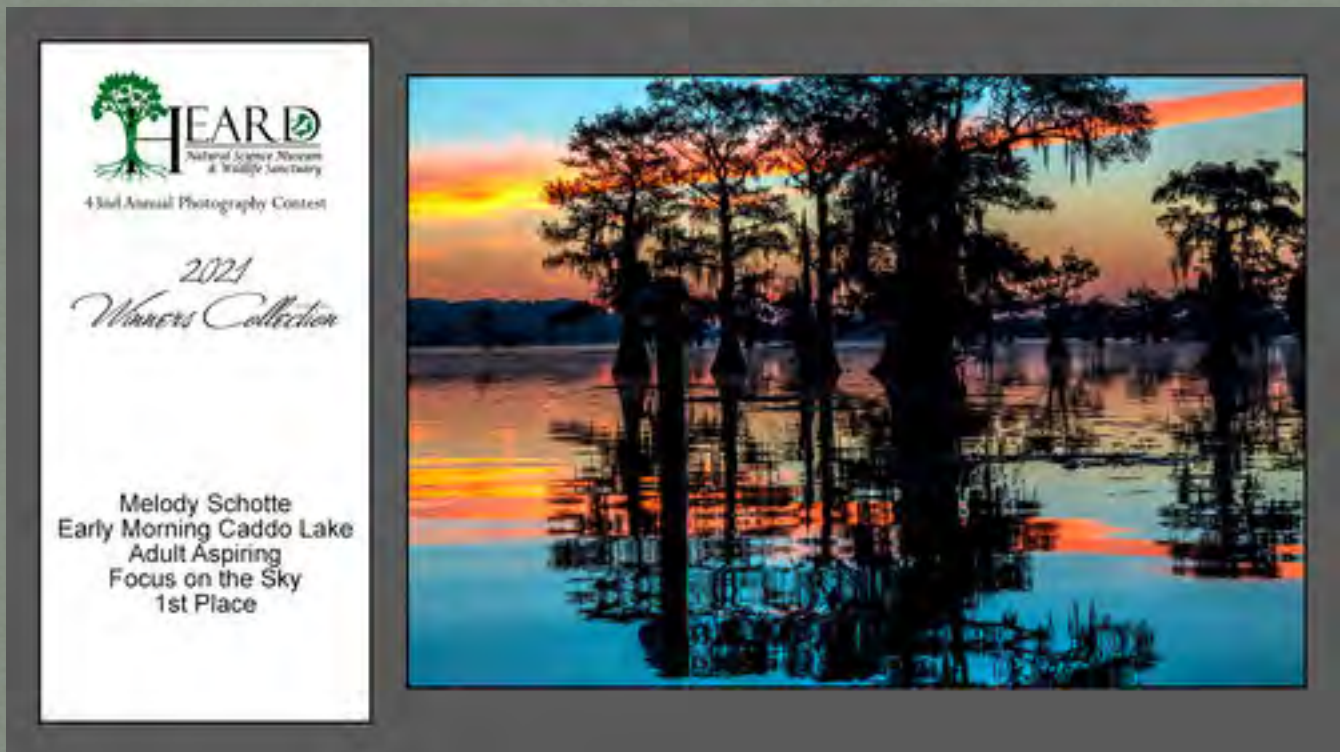 HEARD
Natural Science Museum
& Wildlife Sanctuary
43nd Annual Photography Contest
2021
Winners Collection
Melody Schotte
Early Morning Caddo Lake
Adult Aspiring
Focus on the Sky
1st Place